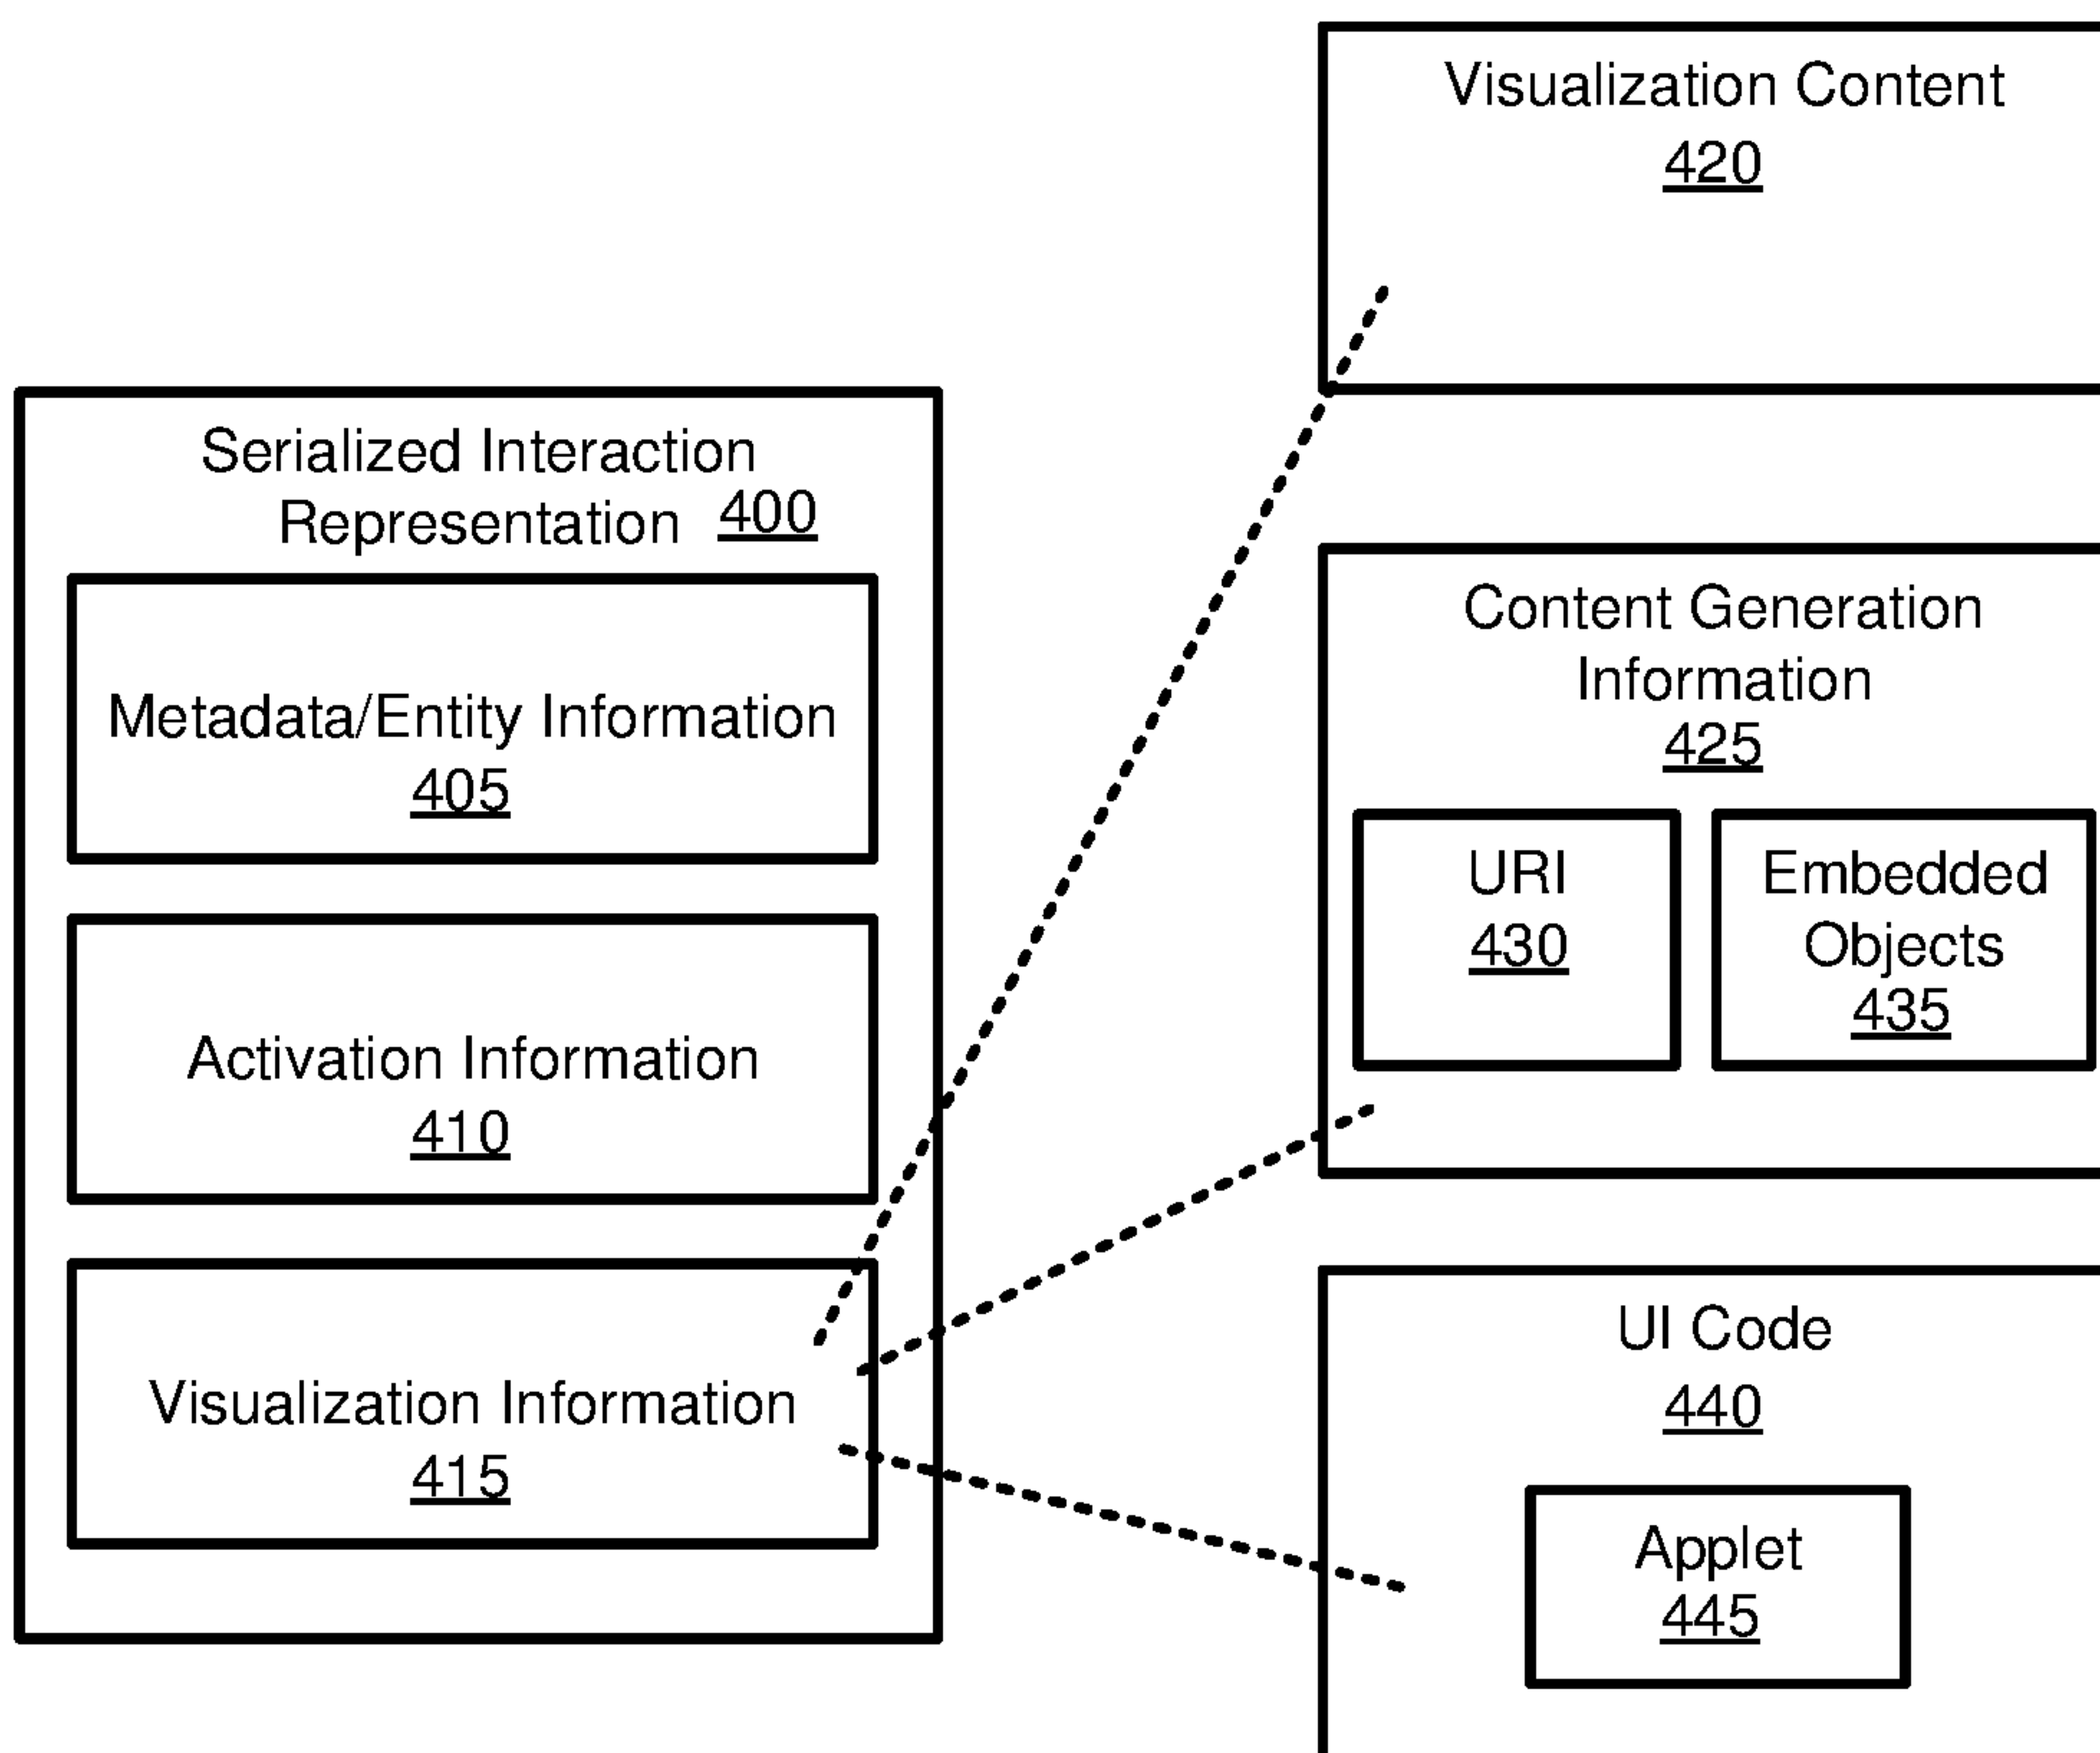 Serialized Interaction
Representation 400
Metadata/Entity Information
405
Activation Information
410
Visualization Information
415
Visualization Content
420
Content Generation
Information
425
URI
430
Embedded
Objects
435
UI Code
440
Applet
445